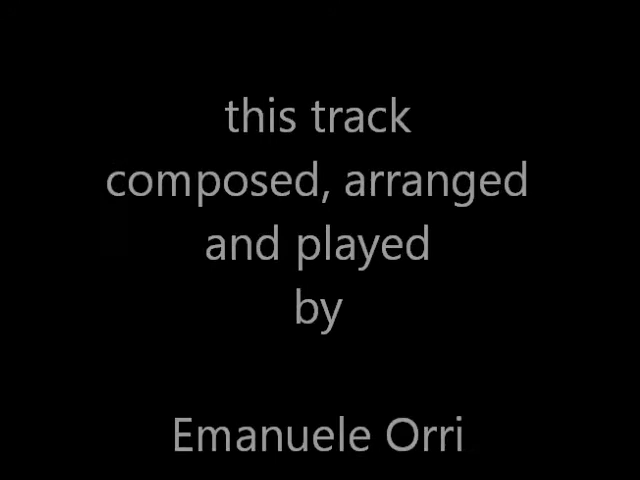 this track
composed, arranged
and played
by
Emanuele Orri